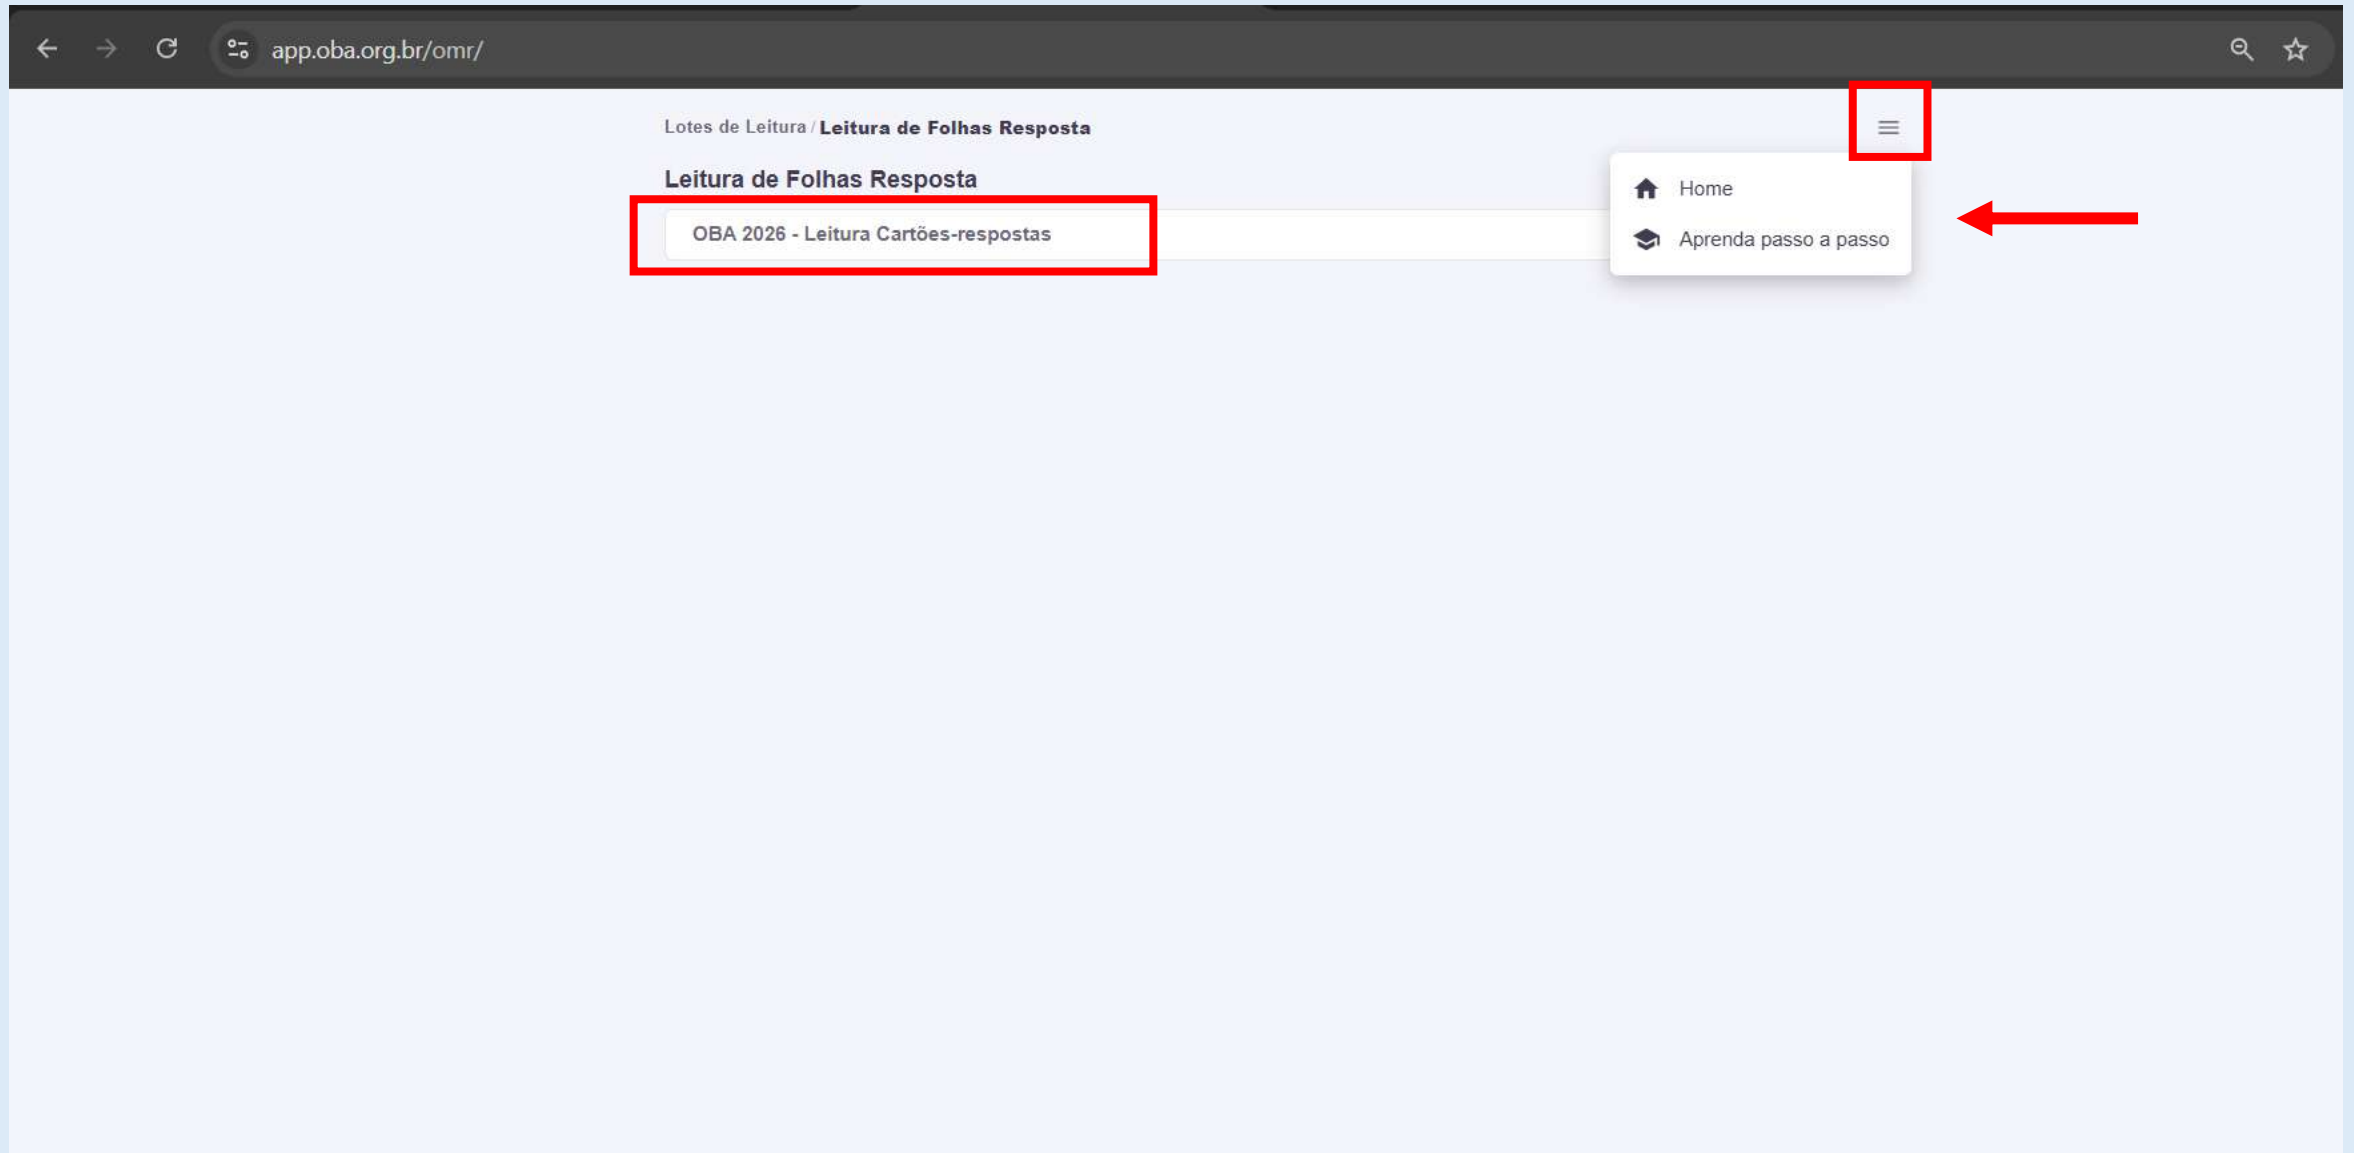 app.oba.org.br/omr/
Lotes de Leitura / Leitura de Folhas Resposta
Leitura de Folhas Resposta
OBA 2026 - Leitura Cartões-respostas
Home
Aprenda passo a passo